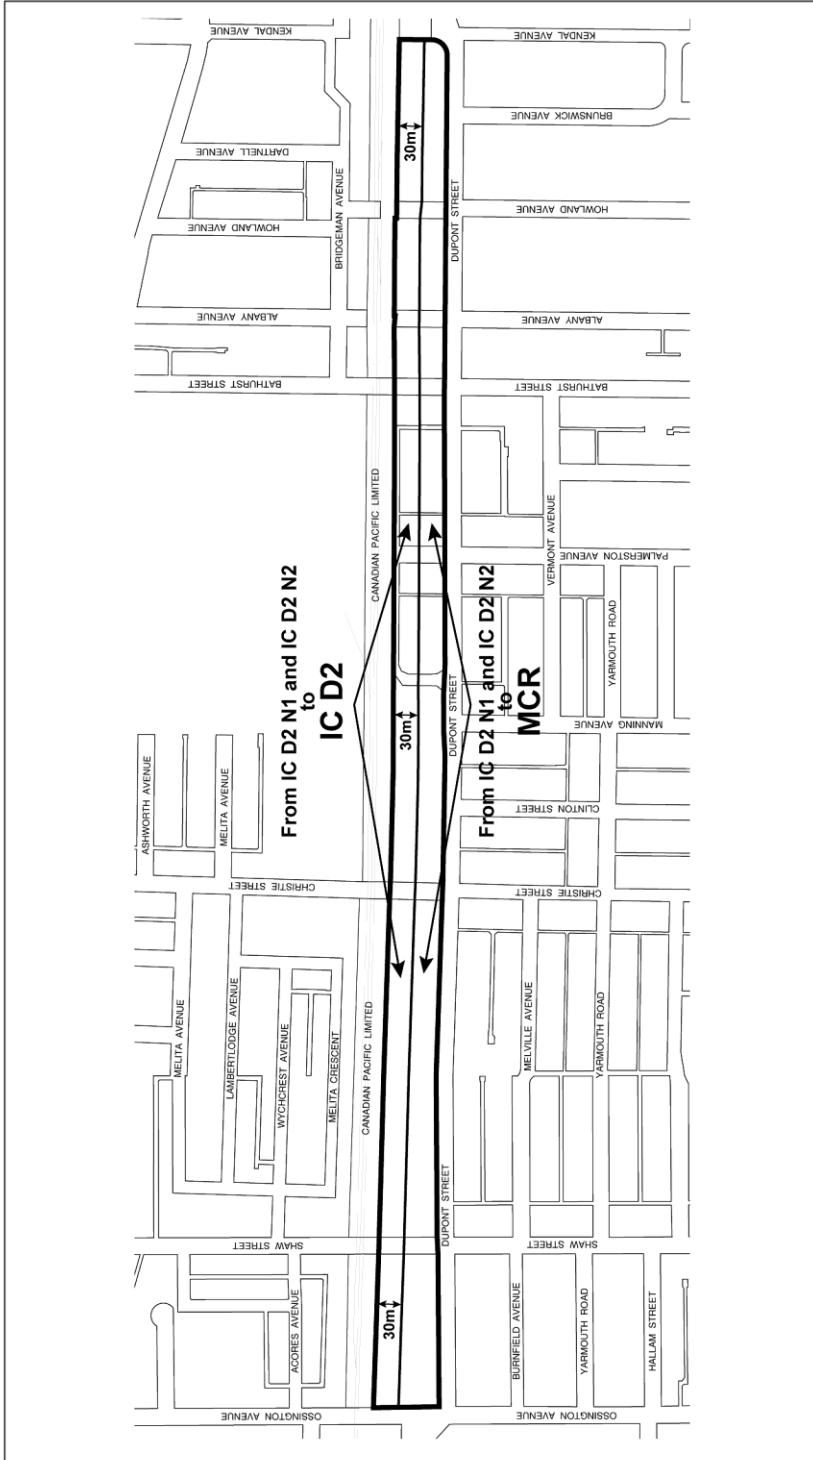 KENDAL AVENUE
KENDAL AVENUE
BRUNSWICK AVENUE
DARTNELL AVENUE
30m
HOWLAND AVENUE
BRIDGEMAN AVENUE
DUPONT STREET
HOWLAND AVENUE
ALBANY AVENUE
ALBANY AVENUE
BATHURST STREET
BATHURST STREET
CANADIAN PACIFIC LIMITED
VERMONT AVENUE
PALMERSTON AVENUE
From IC D2 N1 and IC D2 N2
to
IC D2
From IC D2 N1 and IC D2 N2
to
MCR
YARMOUTH ROAD
30m
DUPONT STREET
MANNING AVENUE
ASHWORTH AVENUE
MELITA AVENUE
CLINTON STREET
CHRISTIE STREET
CHRISTIE STREET
MELITA AVENUE
LAMBERTLODGE AVENUE
WYCHCREST AVENUE
MELITA CRESCENT
CANADIAN PACIFIC LIMITED
MELVILLE AVENUE
YARMOUTH ROAD
DUPONT STREET
SHAW STREET
SHAW STREET
ACORES AVENUE
30m
BURNFIELD AVENUE
YARMOUTH ROAD
HALLAM STREET
OSSINGTON AVENUE
OSSINGTON AVENUE